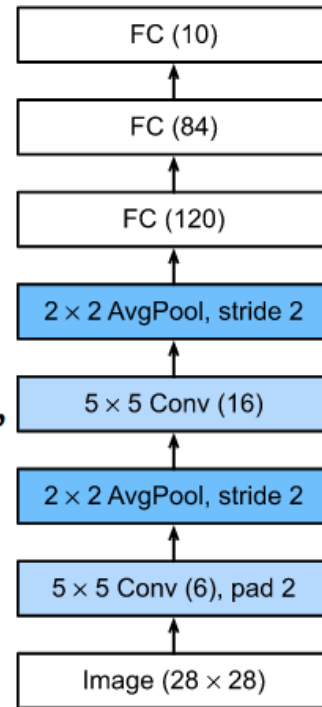 FC (10)
FC (84)
FC (120)
2 × 2 AvgPool, stride 2
5 × 5 Conv (16)
,
2 × 2 AvgPool, stride 2
5 × 5 Conv (6), pad 2
Image (28 × 28)